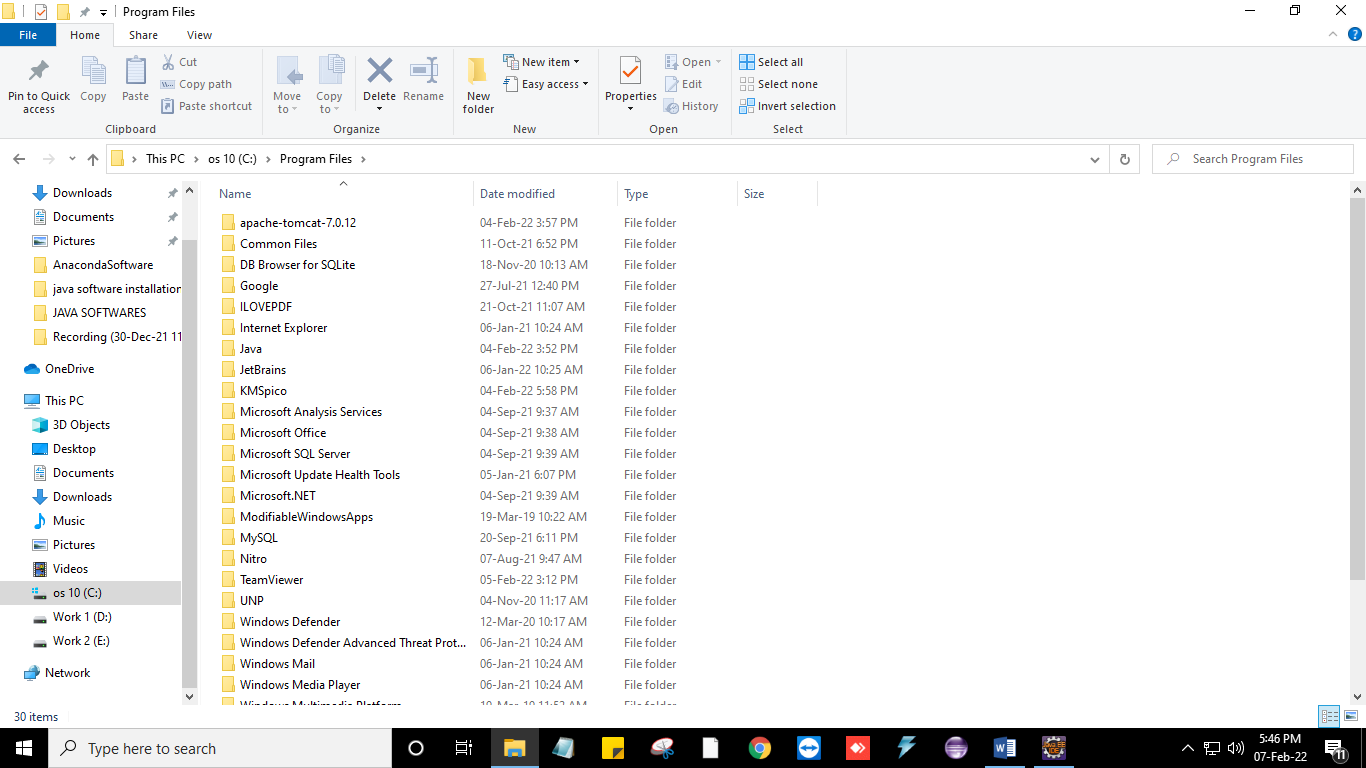 Program Files
File Home Share View
Pin to Quick access
Copy
Paste
Cut
Copy path
Paste shortcut
Clipboard
Move to
Copy to
Delete
Rename
Organize
New folder
New item
Easy access
New
Properties
Open
Edit
History
Open
Select all
Select none
Invert selection
Select
This PC > os 10 (C:) > Program Files >
Search Program Files
Downloads
Documents
Pictures
AnacondaSoftware
java software installation
JAVA SOFTWARES
Recording (30-Dec-21 11
OneDrive
This PC
3D Objects
Desktop
Documents
Downloads
Music
Pictures
Videos
os 10 (C:)
Work 1 (D:)
Work 2 (E:)
Network
Name Date modified Type Size
apache-tomcat-7.0.12 04-Feb-22 3:57 PM File folder
Common Files 11-Oct-21 6:52 PM File folder
DB Browser for SQLite 18-Nov-20 10:13 AM File folder
Google 27-Jul-21 12:40 PM File folder
ILOVEPDF 21-Oct-21 11:07 AM File folder
Internet Explorer 06-Jan-21 10:24 AM File folder
Java 04-Feb-22 3:52 PM File folder
JetBrains 06-Jan-22 10:25 AM File folder
KMSpico 04-Feb-22 5:58 PM File folder
Microsoft Analysis Services 04-Sep-21 9:37 AM File folder
Microsoft Office 04-Sep-21 9:38 AM File folder
Microsoft SQL Server 04-Sep-21 9:39 AM File folder
Microsoft Update Health Tools 05-Jan-21 6:07 PM File folder
Microsoft.NET 04-Sep-21 9:39 AM File folder
ModifiableWindowsApps 19-Mar-19 10:22 AM File folder
MySQL 20-Sep-21 6:11 PM File folder
Nitro 07-Aug-21 9:47 AM File folder
TeamViewer 05-Feb-22 3:12 PM File folder
UNP 04-Nov-20 11:17 AM File folder
Windows Defender 12-Mar-20 10:17 AM File folder
Windows Defender Advanced Threat Prot... 06-Jan-21 10:24 AM File folder
Windows Mail 06-Jan-21 10:24 AM File folder
Windows Media Player 06-Jan-21 10:24 AM File folder
Windows Multimedia Platform 19-Mar-19 11:52 AM File folder
30 items
Type here to search
5:46 PM
07-Feb-22
11